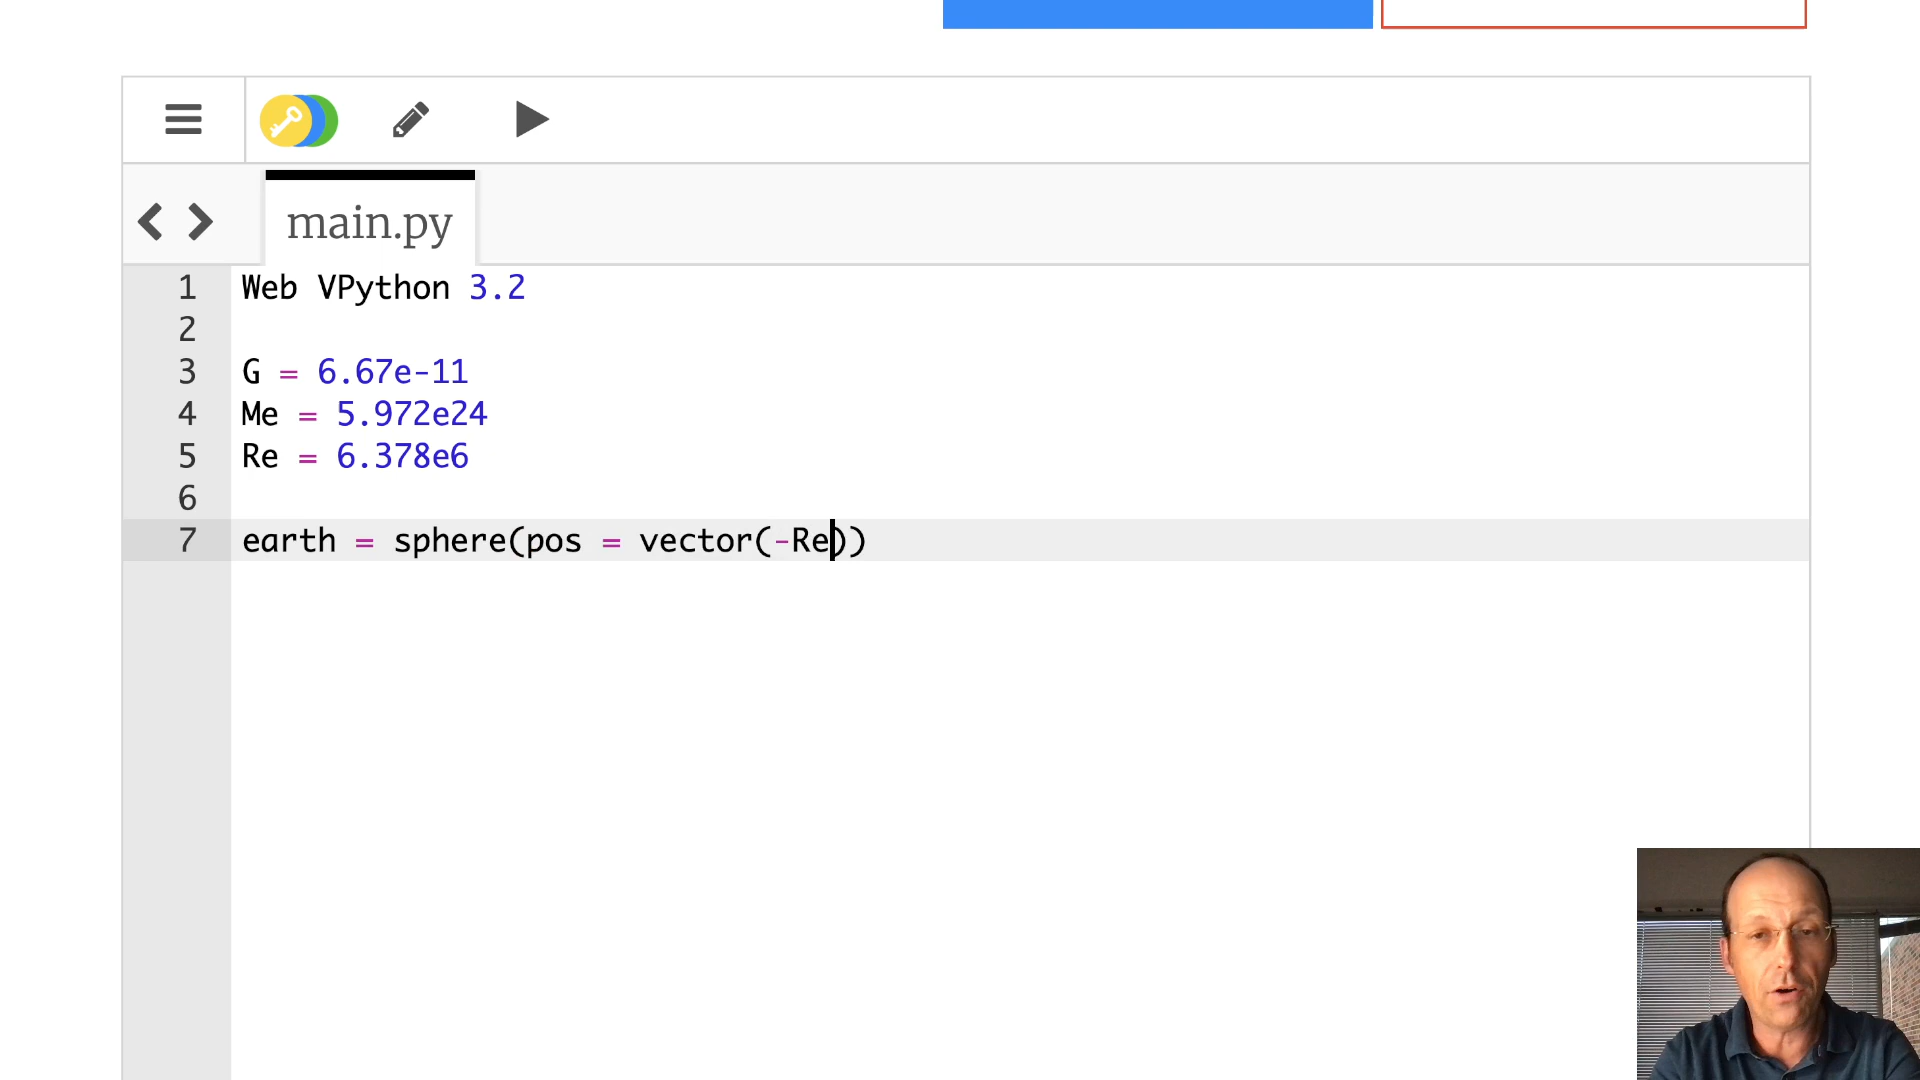 main.py
1 Web VPython 3.2
2
3 G = 6.67e-11
4 Me = 5.972e24
5 Re = 6.378e6
6
7 earth = sphere(pos = vector(-Re))